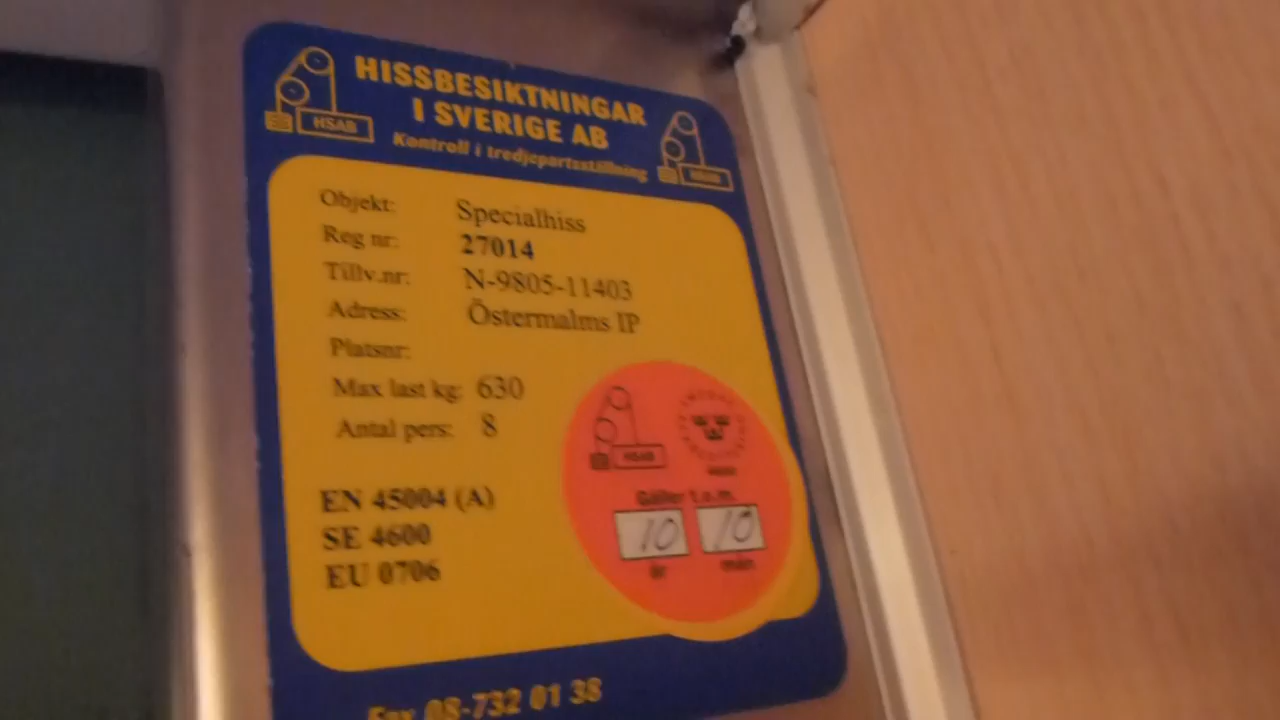 HISSBESIKTNINGAR
I SVERIGE AB
Kontroll i tredjepartsställning
HSAB
HSAB
Objekt: Specialhiss
Reg nr: 27014
Tillv.nr: N-9805-11403
Adress: Östermalms IP
Platsnr:
Max last kg: 630
Antal pers: 8
EN 45004 (A)
SE 4600
EU 0706
HSAB
Gäller t.o.m.
10 10
år mån
Fax 08-732 01 38